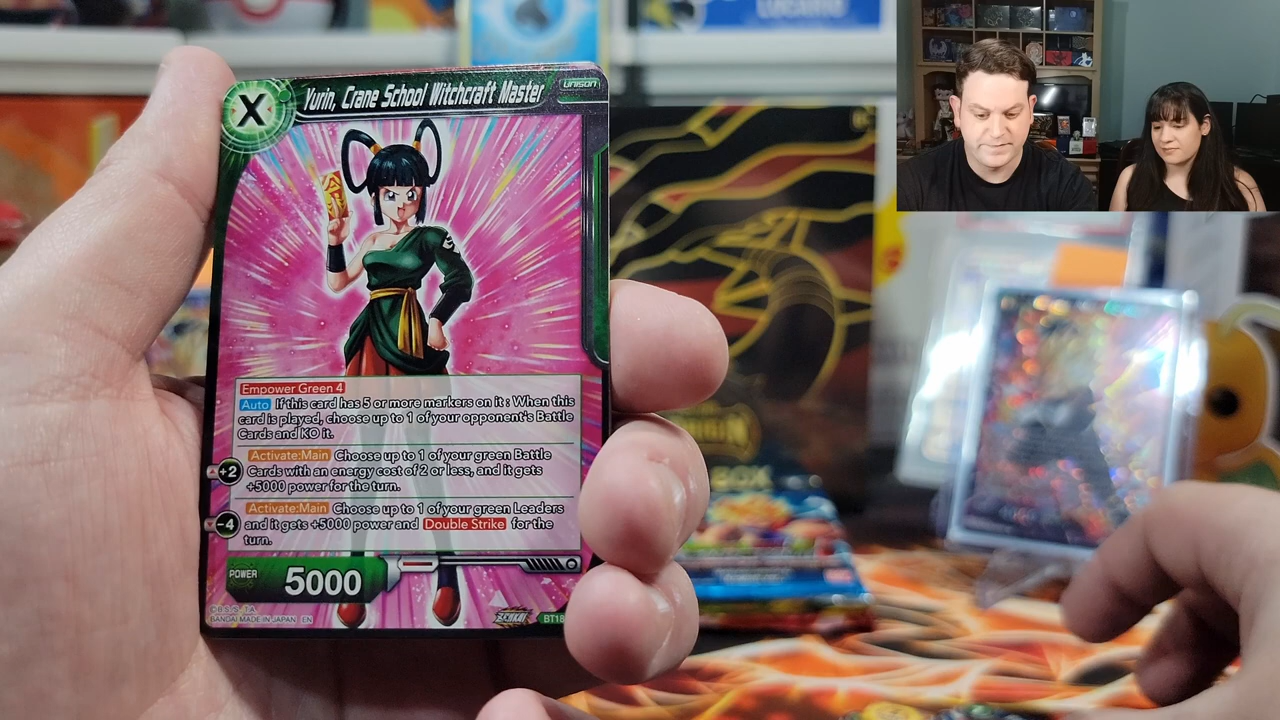 LUCARIO
X
Yurin, Crane School Witchcraft Master
UNISON
Empower Green 4
Auto If this card has 5 or more markers on it : When this
card is played, choose up to 1 of your opponent's Battle
Cards and KO it.
+2
Activate:Main Choose up to 1 of your green Battle
Cards with an energy cost of 2 or less, and it gets
+5000 power for the turn.
-4
Activate:Main Choose up to 1 of your green Leaders
and it gets +5000 power and Double Strike for the
turn.
POWER
5000
©B.S./S. ,T.A.
BANDAI MADE IN JAPAN EN
ZENKAI
BT18
BOX